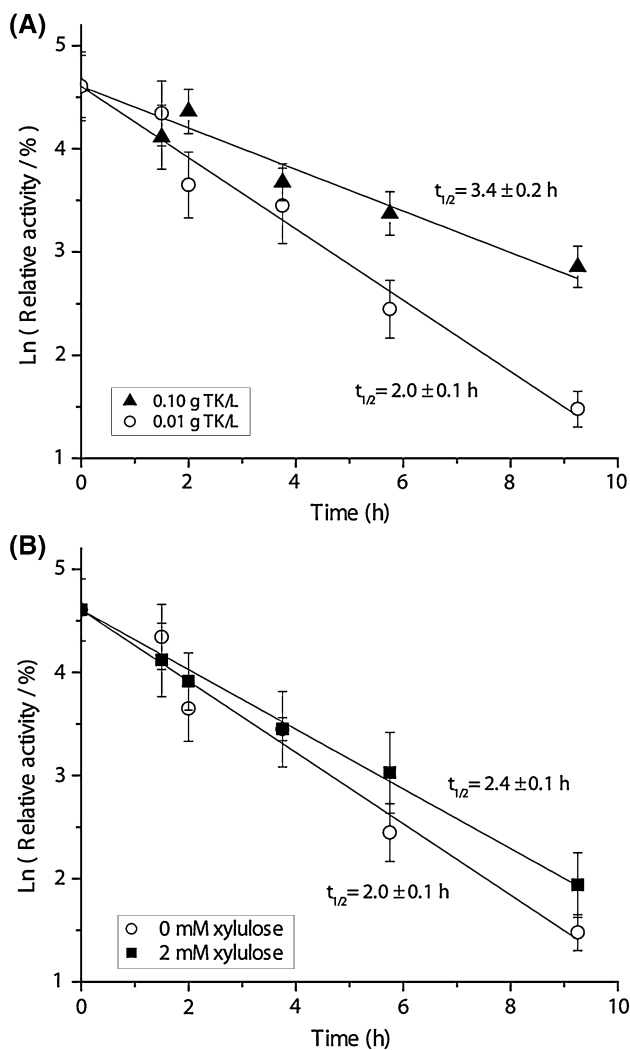 (A)
5
4
3
2
1
Ln ( Relative activity / %)
t1/2= 3.4 ± 0.2 h
t1/2= 2.0 ± 0.1 h
0.10 g TK/L
0.01 g TK/L
0 2 4 6 8 10
Time (h)
(B)
5
4
3
2
1
Ln ( Relative activity / %)
t1/2= 2.4 ± 0.1 h
t1/2= 2.0 ± 0.1 h
0 mM xylulose
2 mM xylulose
0 2 4 6 8 10
Time (h)